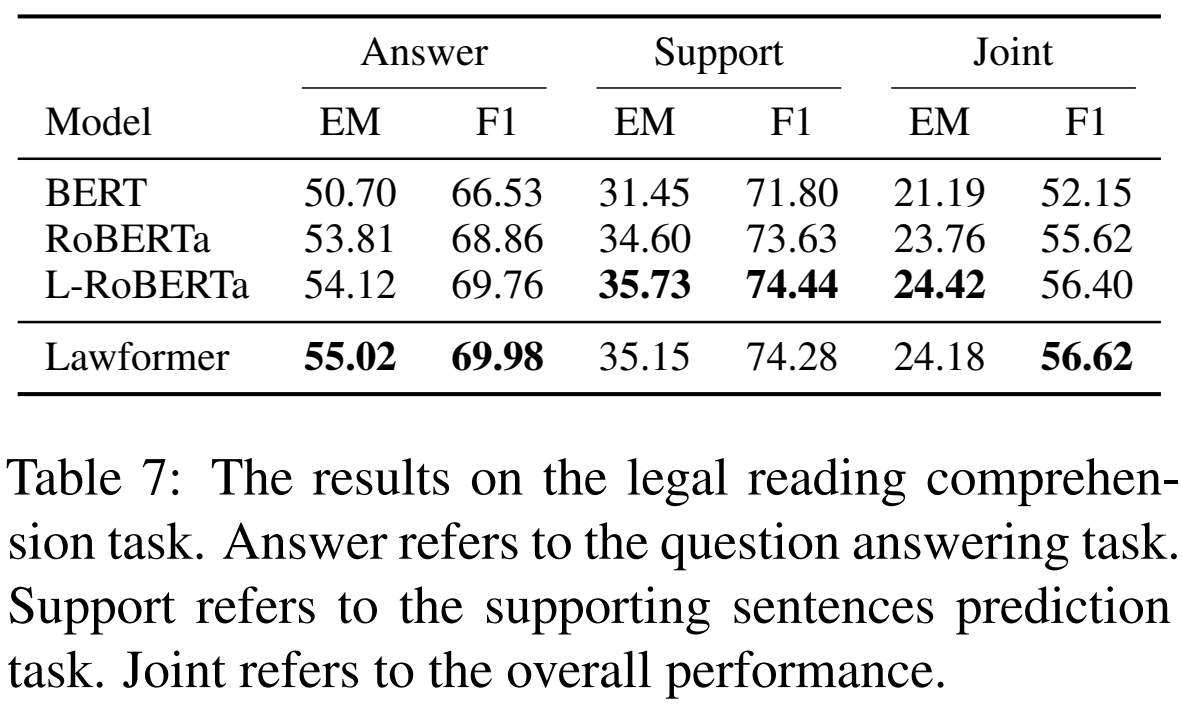 Answer Support Joint
Model EM F1 EM F1 EM F1
BERT 50.70 66.53 31.45 71.80 21.19 52.15
RoBERTa 53.81 68.86 34.60 73.63 23.76 55.62
L-RoBERTa 54.12 69.76 35.73 74.44 24.42 56.40
Lawformer 55.02 69.98 35.15 74.28 24.18 56.62
Table 7: The results on the legal reading comprehen-
sion task. Answer refers to the question answering task.
Support refers to the supporting sentences prediction
task. Joint refers to the overall performance.